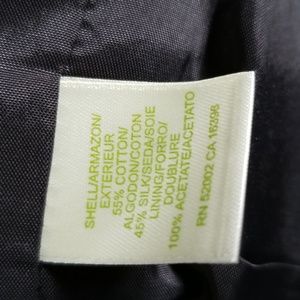 SHELL/ARMAZON/
EXTERIEUR
55% COTTON/
ALGODON/COTON
45% SILK/SEDA/SOIE
LINING/FORRO/
DOUBLURE
100% ACETATE/ACETATO
RN 52002 CA 16396